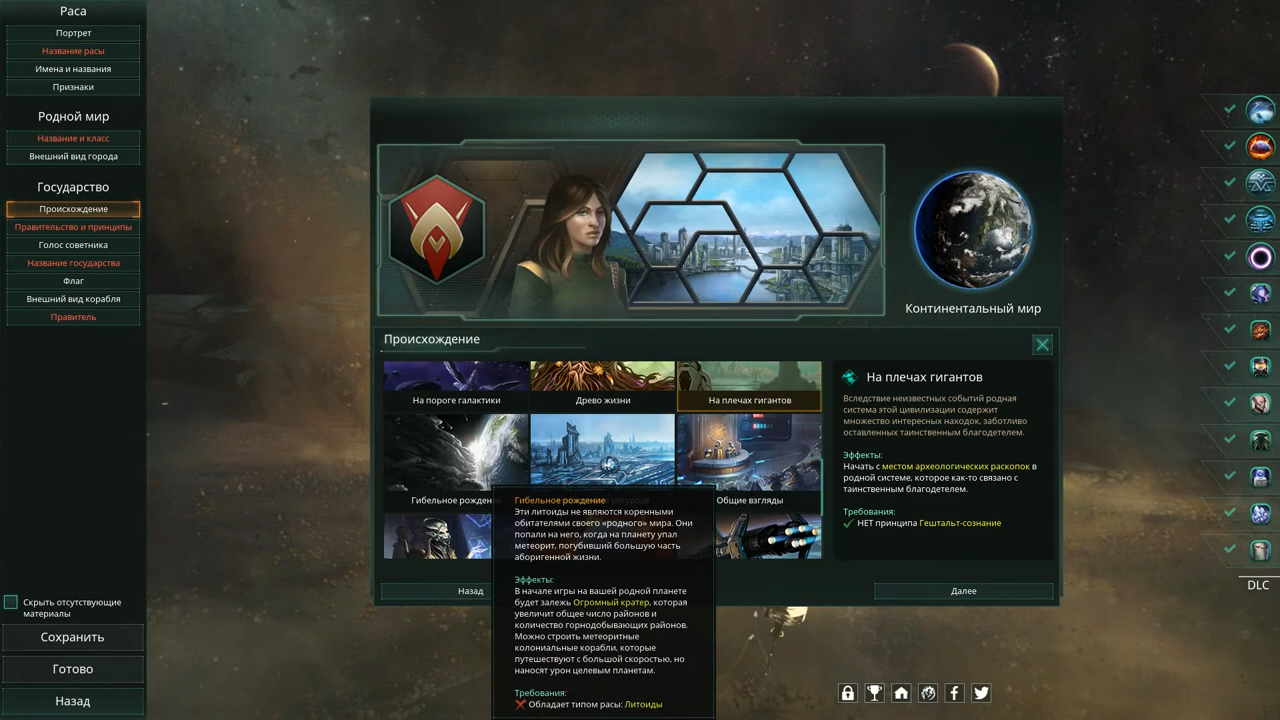 Раса
Портрет
Название расы
Имена и названия
Признаки
Родной мир
Название и класс
Внешний вид города
Государство
Происхождение
Правительство и принципы
Голос советника
Название государства
Флаг
Внешний вид корабля
Правитель
Скрыть отсутствующие
материалы
Сохранить
Готово
Назад
Континентальный мир
Происхождение
На пороге галактики
Древо жизни
На плечах гигантов
Гибельное рожден
Общие взгляды
Назад
Далее
На плечах гигантов
Вследствие неизвестных событий родная
система этой цивилизации содержит
множество интересных находок, заботливо
оставленных таинственным благодетелем.
Эффекты:
Начать с местом археологических раскопок в
родной системе, которое как-то связано с
таинственным благодетелем.
Требования:
НЕТ принципа Гештальт-сознание
Гибельное рождение
Эти литоиды не являются коренными
обитателями своего «родного» мира. Они
попали на него, когда на планету упал
метеорит, погубивший большую часть
аборигенной жизни.
Эффекты:
В начале игры на вашей родной планете
будет залежь Огромный кратер, которая
увеличит общее число районов и
количество горнодобывающих районов.
Можно строить метеоритные
колониальные корабли, которые
путешествуют с большой скоростью, но
наносят урон целевым планетам.
Требования:
Обладает типом расы: Литоиды
DLC